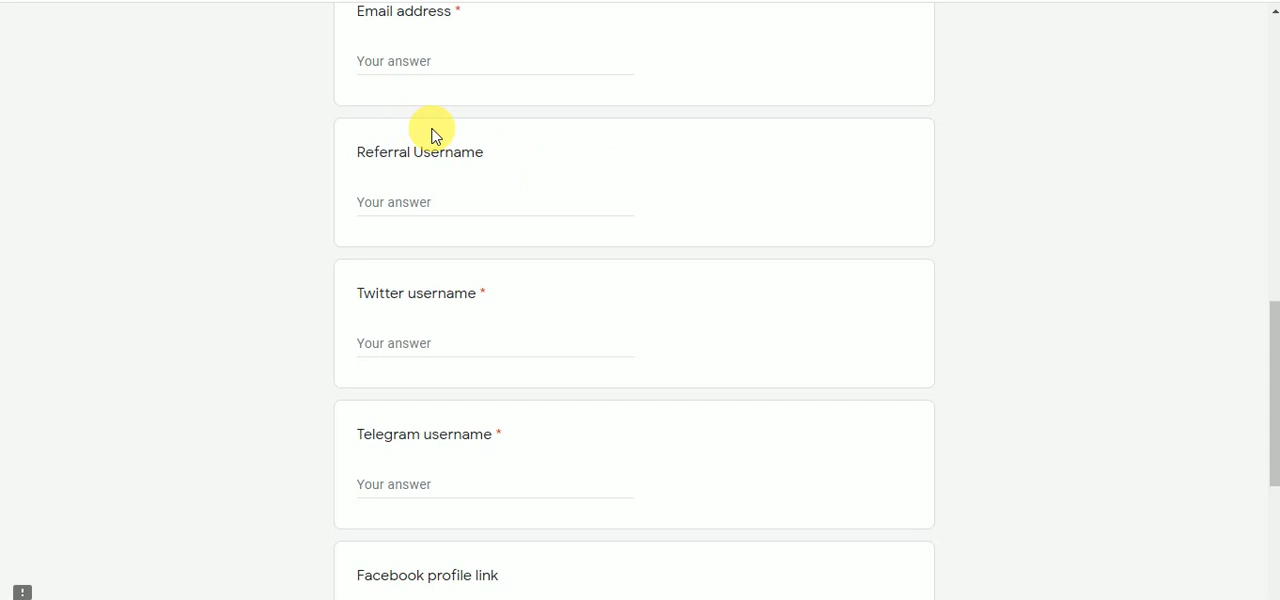 Email address *
Your answer
Referral Username
Your answer
Twitter username *
Your answer
Telegram username *
Your answer
Facebook profile link
!